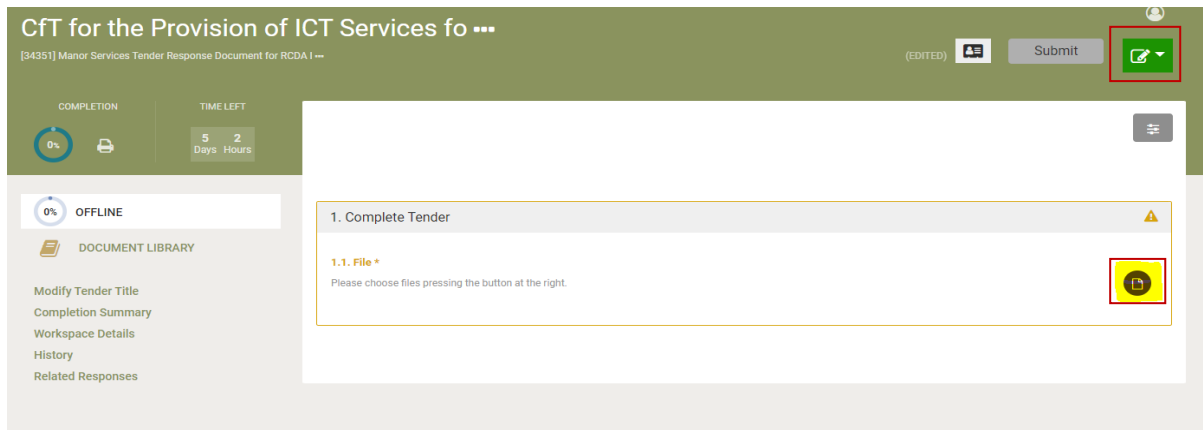 CfT for the Provision of ICT Services fo •••
[34351] Manor Services Tender Response Document for RCDA I •••
(EDITED)
Submit
COMPLETION
TIME LEFT
0%
5 2
Days Hours
0% OFFLINE
DOCUMENT LIBRARY
Modify Tender Title
Completion Summary
Workspace Details
History
Related Responses
1. Complete Tender
1.1. File *
Please choose files pressing the button at the right.